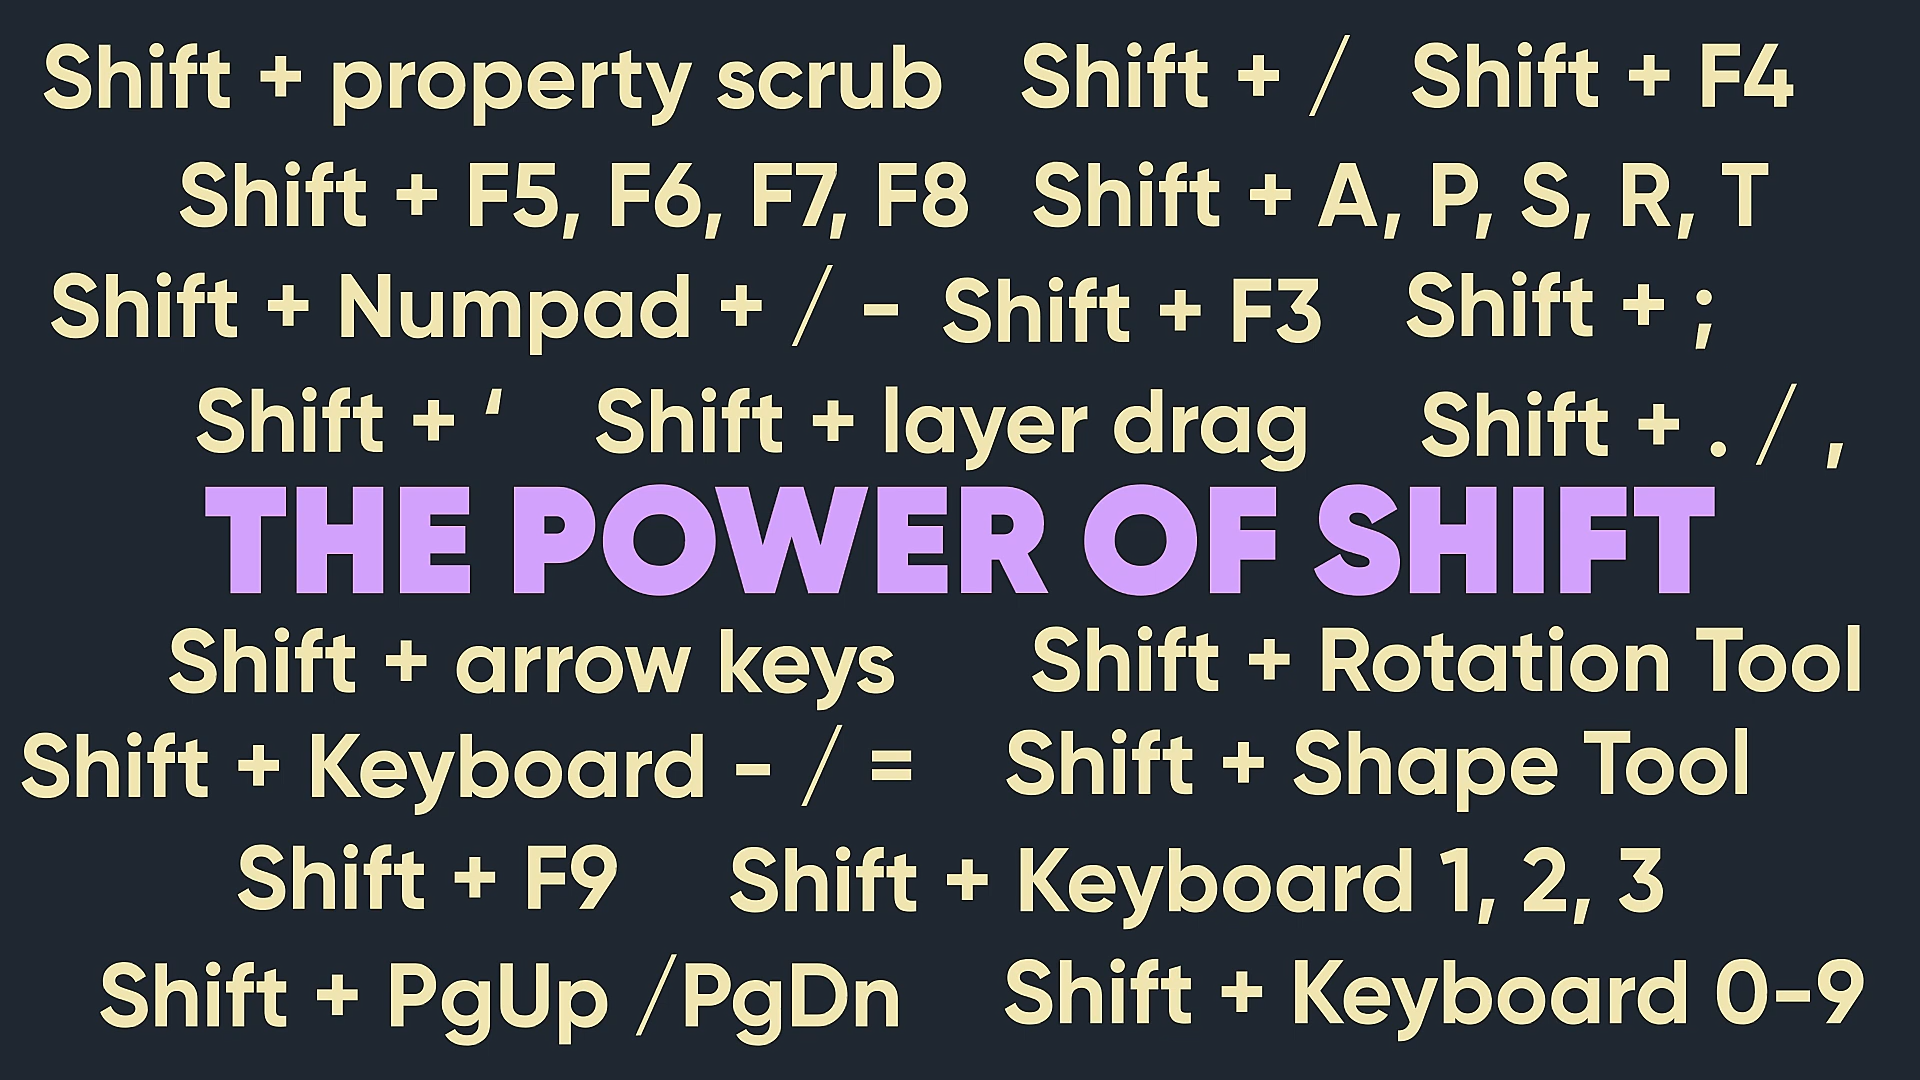 Shift + property scrub Shift + / Shift + F4
Shift + F5, F6, F7, F8 Shift + A, P, S, R, T
Shift + Numpad + / - Shift + F3 Shift + ;
Shift + ‘ Shift + layer drag Shift + . / ,
THE POWER OF SHIFT
Shift + arrow keys Shift + Rotation Tool
Shift + Keyboard - / = Shift + Shape Tool
Shift + F9 Shift + Keyboard 1, 2, 3
Shift + PgUp /PgDn Shift + Keyboard 0-9